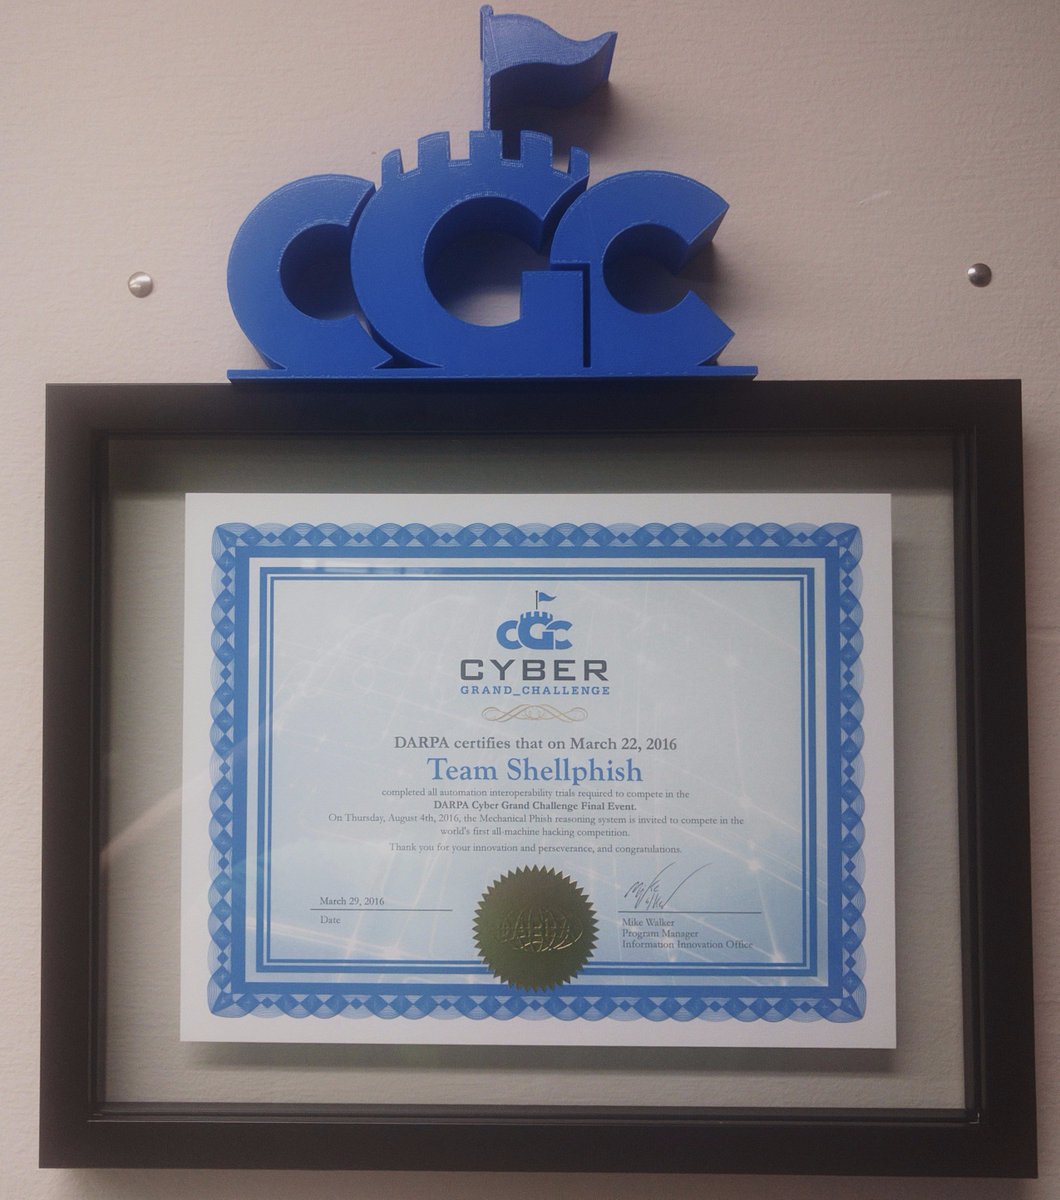 CGC
CGC
CYBER
GRAND_CHALLENGE
DARPA certifies that on March 22, 2016
Team Shellphish
completed all automation interoperability trials required to compete in the
DARPA Cyber Grand Challenge Final Event.
On Thursday, August 4th, 2016, the Mechanical Phish reasoning system is invited to compete in the
world's first all-machine hacking competition.
Thank you for your innovation and perseverance, and congratulations.
March 29, 2016
Date
DARPA
Mike Walker
Mike Walker
Program Manager
Information Innovation Office